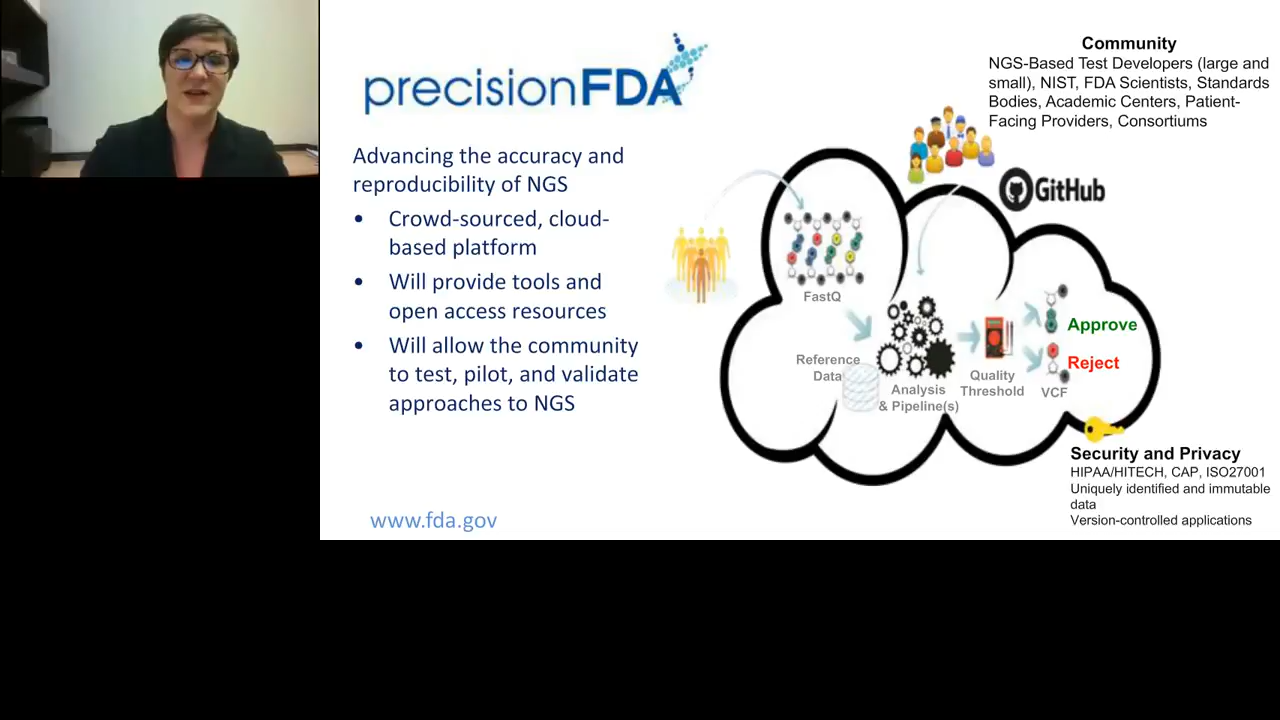 precisionFDA
Advancing the accuracy and
reproducibility of NGS
• Crowd-sourced, cloud-
based platform
• Will provide tools and
open access resources
• Will allow the community
to test, pilot, and validate
approaches to NGS
www.fda.gov
Community
NGS-Based Test Developers (large and
small), NIST, FDA Scientists, Standards
Bodies, Academic Centers, Patient-
Facing Providers, Consortiums
GitHub
FastQ
Reference
Data
Analysis
& Pipeline(s)
Quality
Threshold
VCF
Approve
Reject
Security and Privacy
HIPAA/HITECH, CAP, ISO27001
Uniquely identified and immutable
data
Version-controlled applications